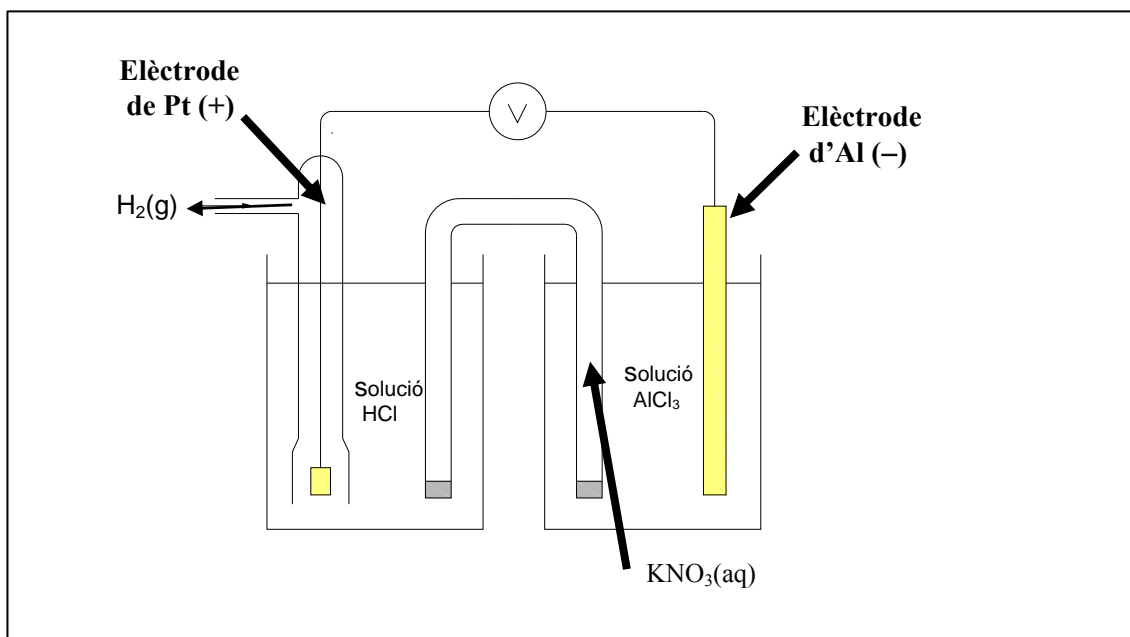 Elèctrode
de Pt (+)
V
Elèctrode
d'Al (–)
H₂(g)
Solució
HCl
Solució
AlCl₃
KNO₃(aq)